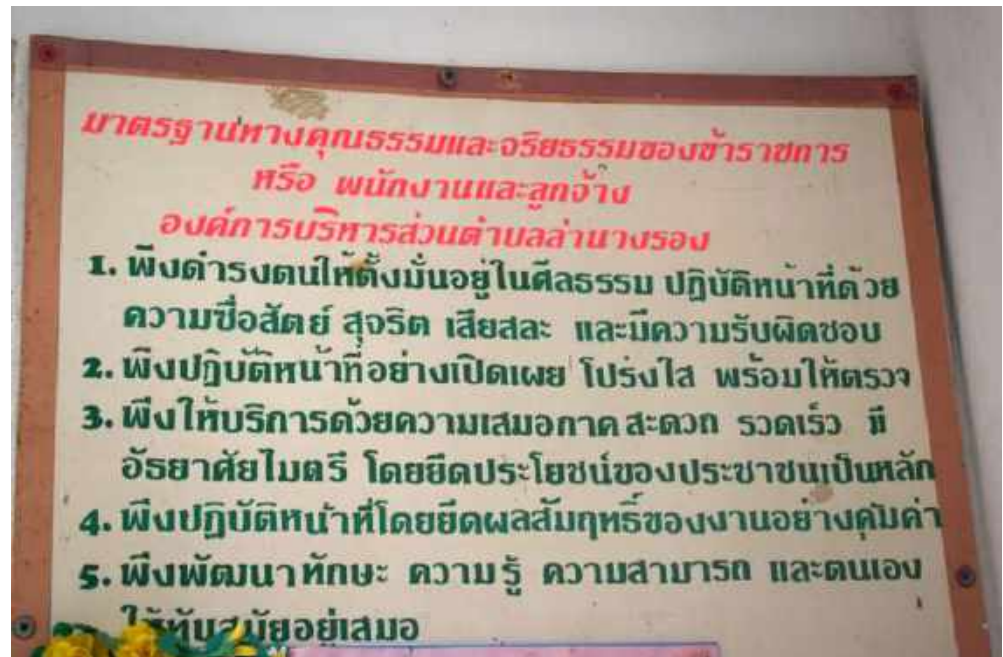 มาตรฐานทางคุณธรรมและจริยธรรมของข้าราชการ
หรือ พนักงานและลูกจ้าง
องค์การบริหารส่วนตำบลลำนางรอง
1. พึงดำรงตนให้ตั้งมั่นอยู่ในศีลธรรม ปฏิบัติหน้าที่ด้วย
ความซื่อสัตย์ สุจริต เสียสละ และมีความรับผิดชอบ
2. พึงปฏิบัติหน้าที่อย่างเปิดเผย โปร่งใส พร้อมให้ตรวจ
3. พึงให้บริการด้วยความเสมอภาค สะดวก รวดเร็ว มี
อัธยาศัยไมตรี โดยยึดประโยชน์ของประชาชนเป็นหลัก
4. พึงปฏิบัติหน้าที่โดยยึดผลสัมฤทธิ์ของงานอย่างคุ้มค่า
5. พึงพัฒนาทักษะ ความรู้ ความสามารถ และตนเอง
ให้ทันสมัยอยู่เสมอ